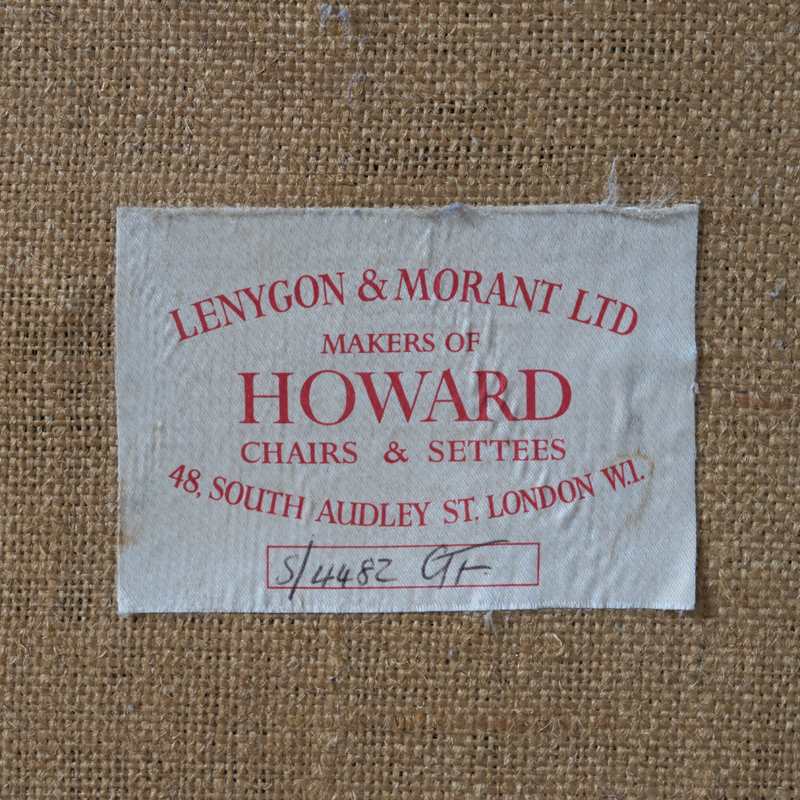 LENYGON & MORANT LTD
MAKERS OF
HOWARD
CHAIRS & SETTEES
48, SOUTH AUDLEY ST. LONDON W.1.
S/4482 GF